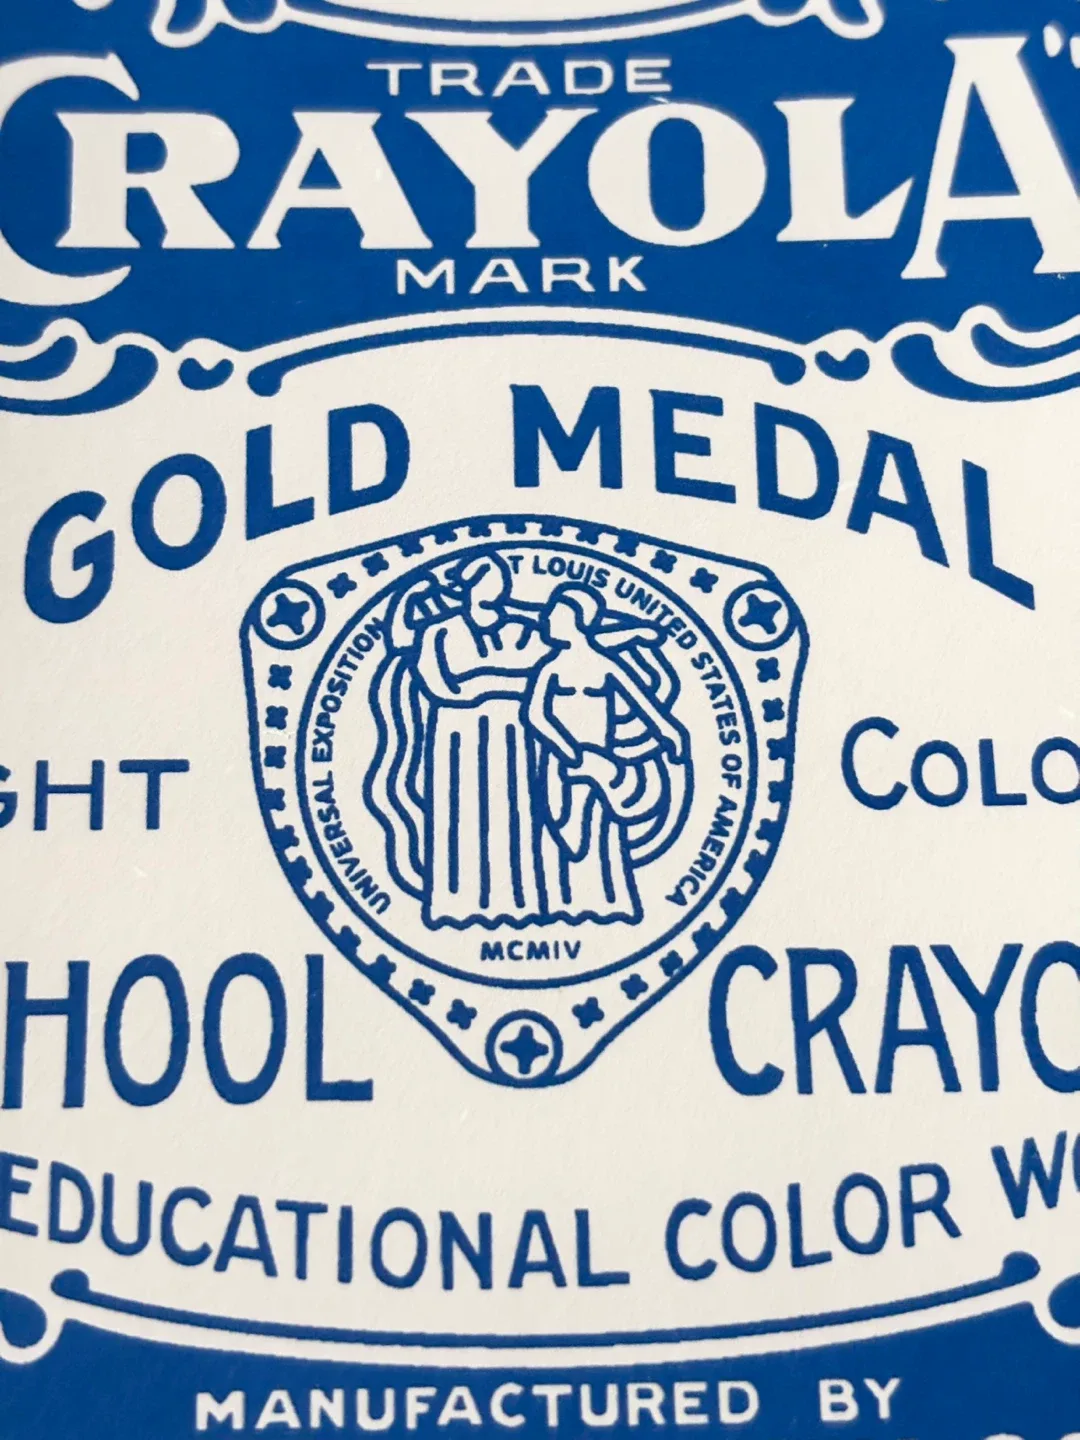 TRADE
CRAYOLA"
MARK
GOLD MEDAL
UNIVERSAL EXPOSITION
T LOUIS UNITED STATES OF AMERICA
MCMIV
GHT COLO
HOOL CRAYO
EDUCATIONAL COLOR WO
MANUFACTURED BY